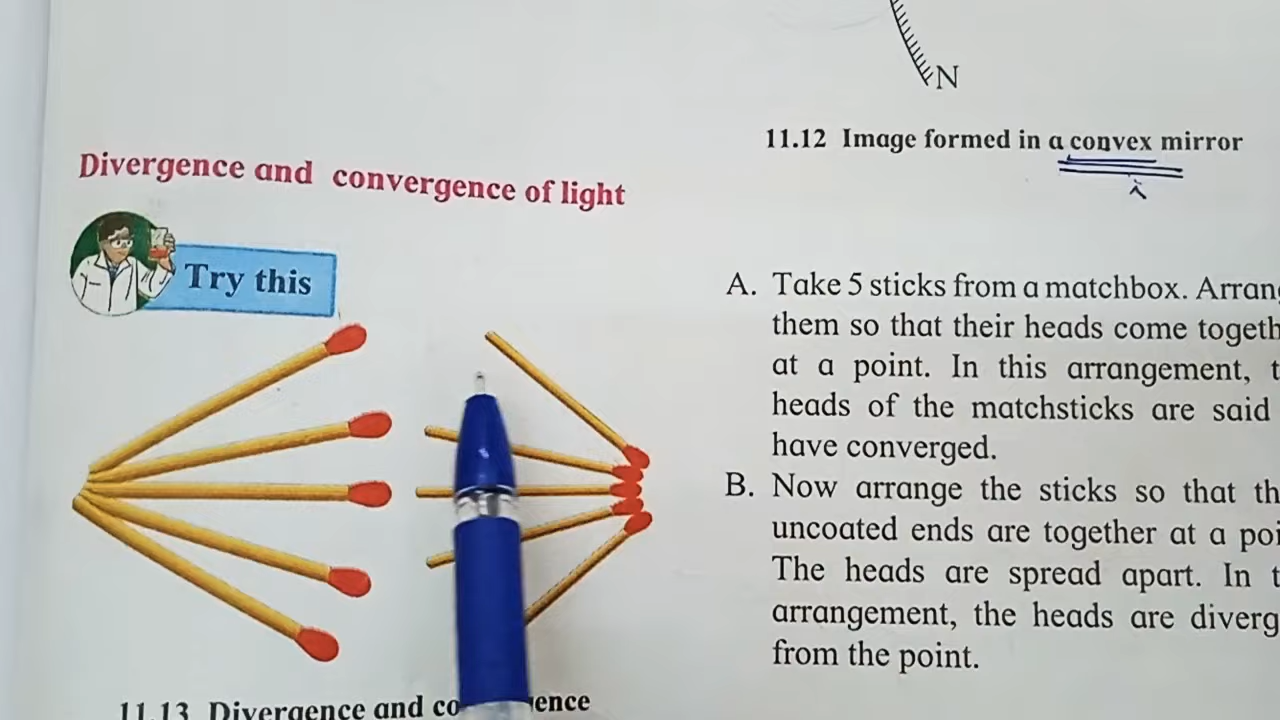 N
11.12 Image formed in a convex mirror
Divergence and convergence of light
Try this
A. Take 5 sticks from a matchbox. Arran
them so that their heads come togeth
at a point. In this arrangement, t
heads of the matchsticks are said
have converged.
B. Now arrange the sticks so that th
uncoated ends are together at a poi
The heads are spread apart. In t
arrangement, the heads are diverg
from the point.
11.13 Divergence and co ence